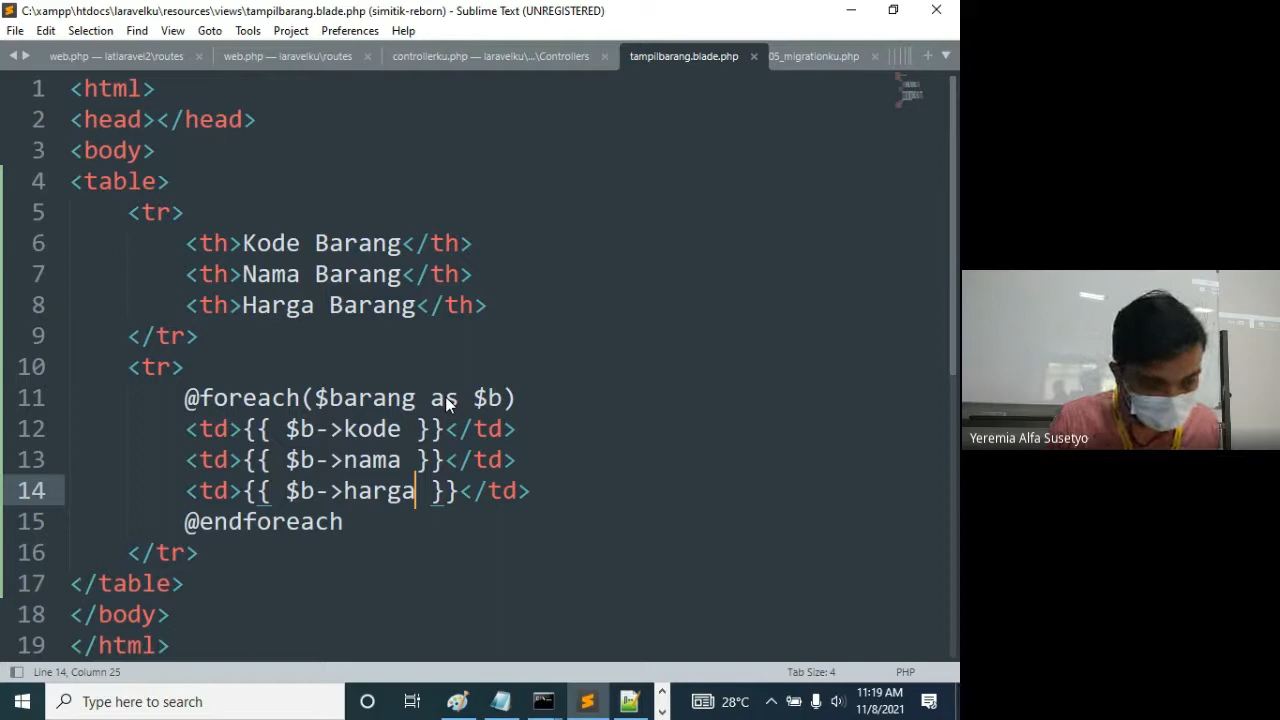 C:\xampp\htdocs\laravelku\resources\views\tampilbarang.blade.php (simitik-reborn) - Sublime Text (UNREGISTERED)
File Edit Selection Find View Goto Tools Project Preferences Help
web.php — latlaravel2\routes web.php — laravelku\routes controllerku.php — laravelku\...\Controllers tampilbarang.blade.php 05_migrationku.php
1 <html>
2 <head></head>
3 <body>
4 <table>
5 <tr>
6 <th>Kode Barang</th>
7 <th>Nama Barang</th>
8 <th>Harga Barang</th>
9 </tr>
10 <tr>
11 @foreach($barang as $b)
12 <td>{{ $b->kode }}</td>
13 <td>{{ $b->nama }}</td>
14 <td>{{ $b->harga }}</td>
15 @endforeach
16 </tr>
17 </table>
18 </body>
19 </html>
Yeremia Alfa Susetyo
Line 14, Column 25 Tab Size: 4 PHP
Type here to search
28°C
11:19 AM
11/8/2021